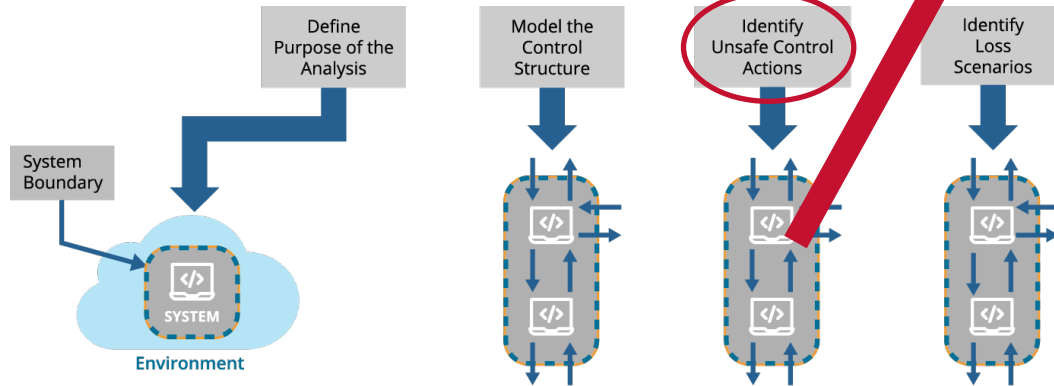 Define
Purpose of the
Analysis
Model the
Control
Structure
Identify
Unsafe Control
Actions
Identify
Loss
Scenarios
System
Boundary
</>
SYSTEM
Environment
</>
</>
</>
</>
</>
</>